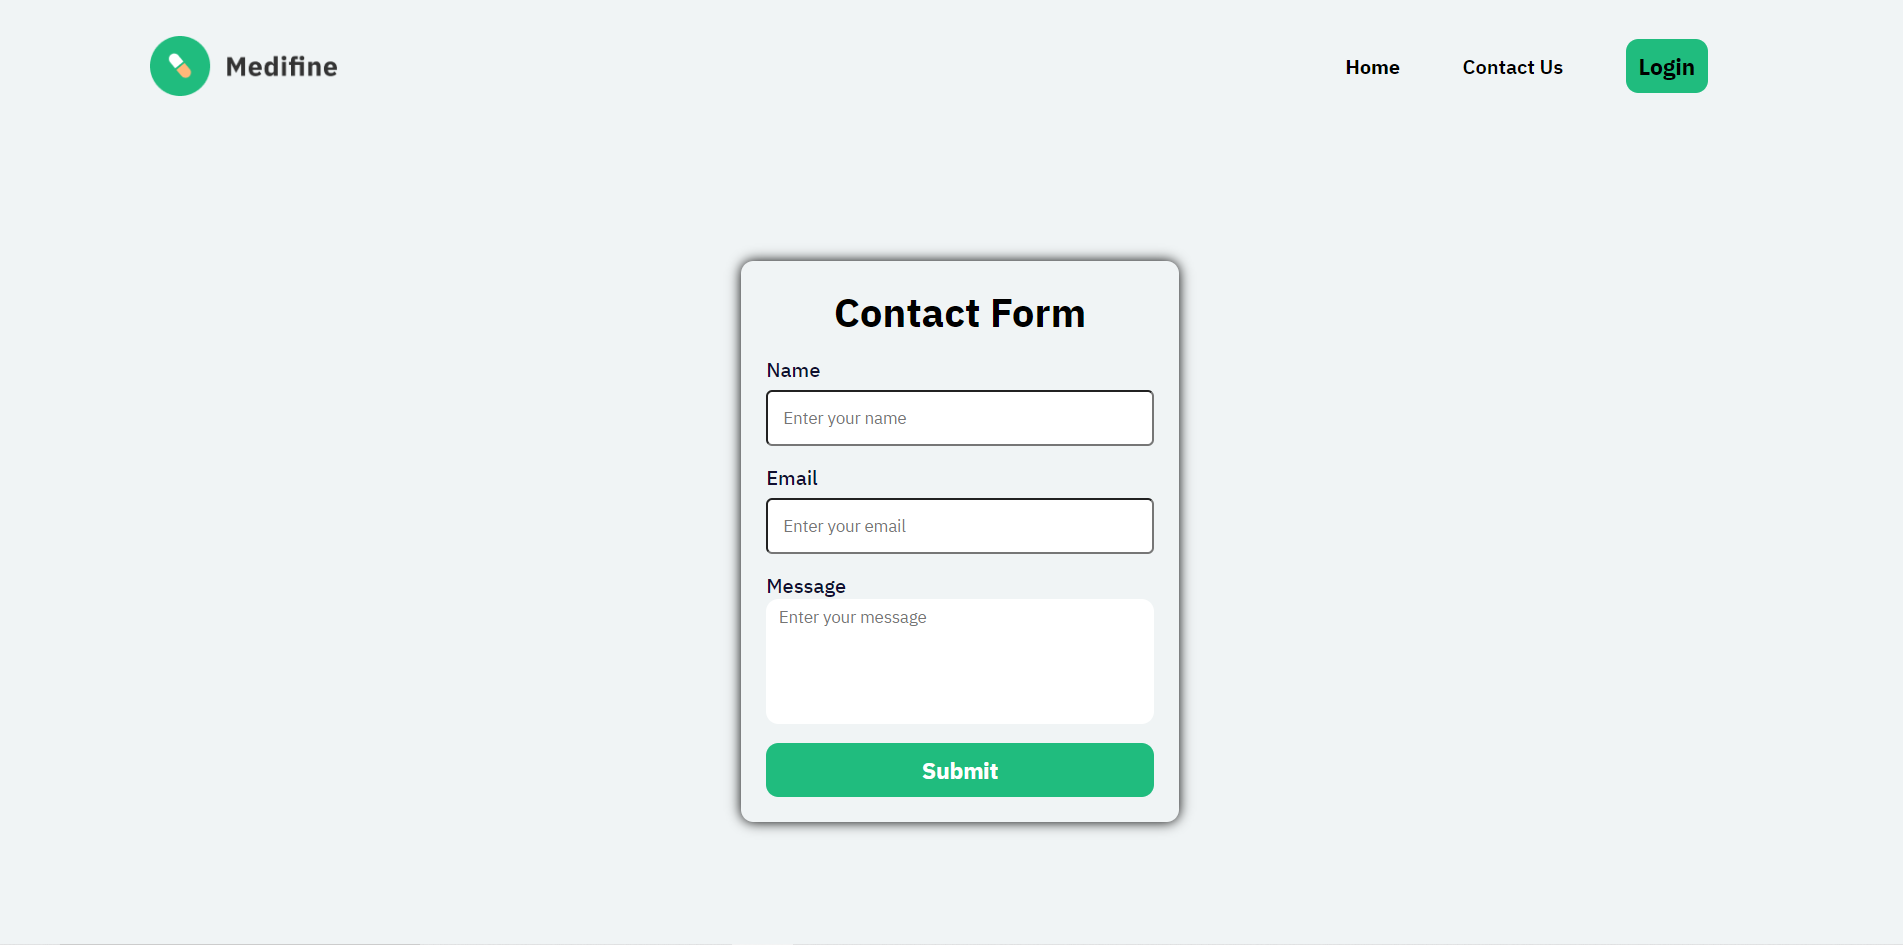 Medifine
Home
Contact Us
Login
Contact Form
Name
Enter your name
Email
Enter your email
Message
Enter your message
Submit